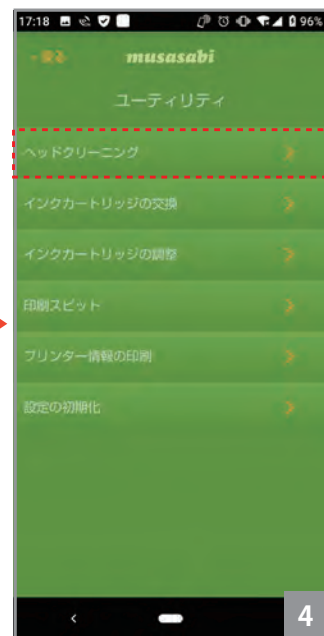 17:18 96%
戻る musasabi
ユーティリティ
ヘッドクリーニング
インクカートリッジの交換
インクカートリッジの調整
印刷スピット
プリンター情報の印刷
設定の初期化
4